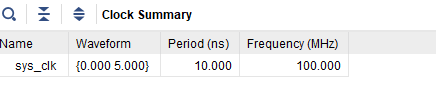 Clock Summary
Name Waveform Period (ns) Frequency (MHz)
sys_clk {0.000 5.000} 10.000 100.000